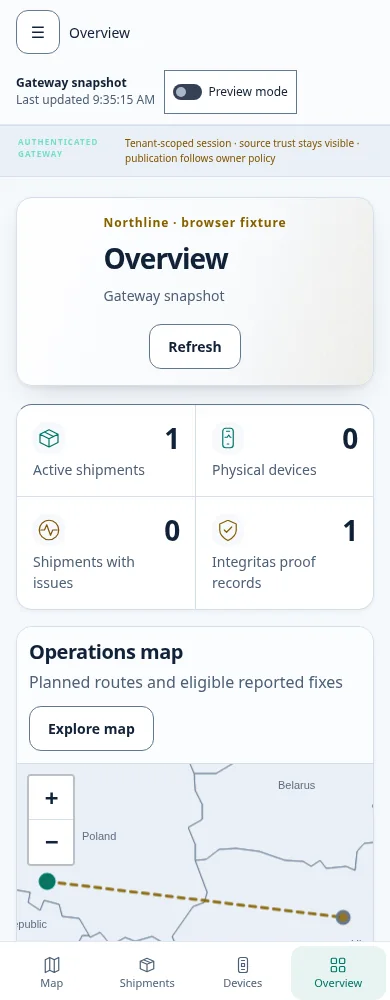 ☰ Overview
Gateway snapshot
Last updated 9:35:15 AM
Preview mode
AUTHENTICATED
GATEWAY
Tenant-scoped session · source trust stays visible ·
publication follows owner policy
Northline · browser fixture
Overview
Gateway snapshot
Refresh
1
Active shipments
0
Physical devices
0
Shipments with
issues
1
Integritas proof
records
Operations map
Planned routes and eligible reported fixes
Explore map
+
−
Belarus
Poland
public
Map
Shipments
Devices
Overview